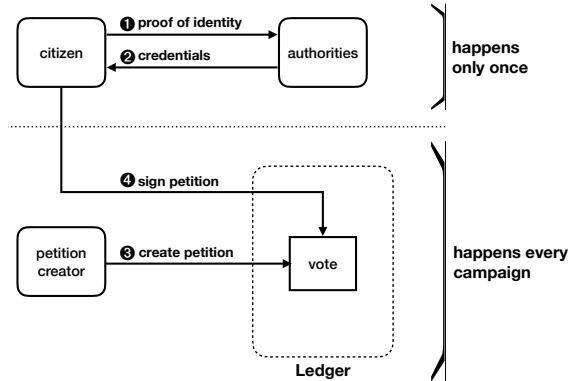 ❶ proof of identity
citizen
authorities
❷ credentials
happens
only once
❹ sign petition
petition
creator
❸ create petition
vote
happens every
campaign
Ledger